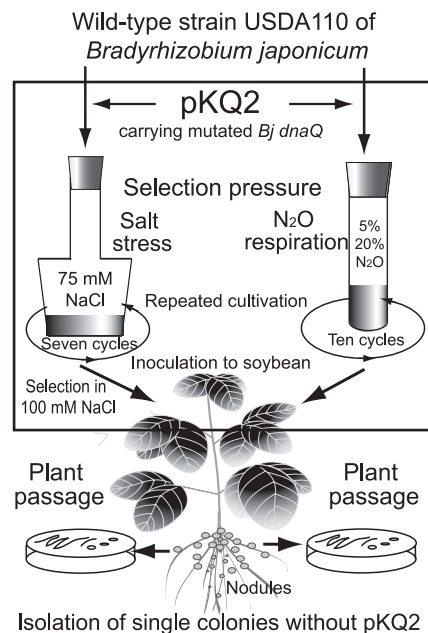 Wild-type strain USDA110 of
Bradyrhizobium japonicum
pKQ2
carrying mutated Bj dnaQ
Selection pressure
Salt
stress
75 mM
NaCl
Seven cycles
N2O
respiration
5%
20%
N2O
Ten cycles
Repeated cultivation
Inoculation to soybean
Selection in
100 mM NaCl
Plant
passage
Plant
passage
Nodules
Isolation of single colonies without pKQ2